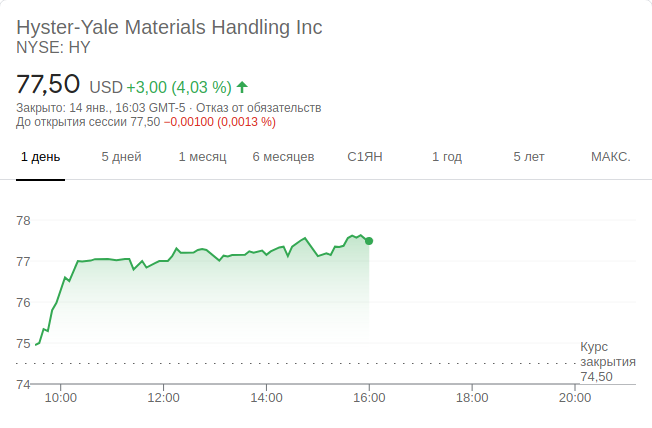 Hyster-Yale Materials Handling Inc
NYSE: HY
77,50 USD +3,00 (4,03 %)
Закрыто: 14 янв., 16:03 GMT-5 · Отказ от обязательств
До открытия сессии 77,50 −0,00100 (0,0013 %)
1 день 5 дней 1 месяц 6 месяцев С1ЯН 1 год 5 лет МАКС.
78
77
76
75
Курс
закрытия
74,50
74
10:00 12:00 14:00 16:00 18:00 20:00